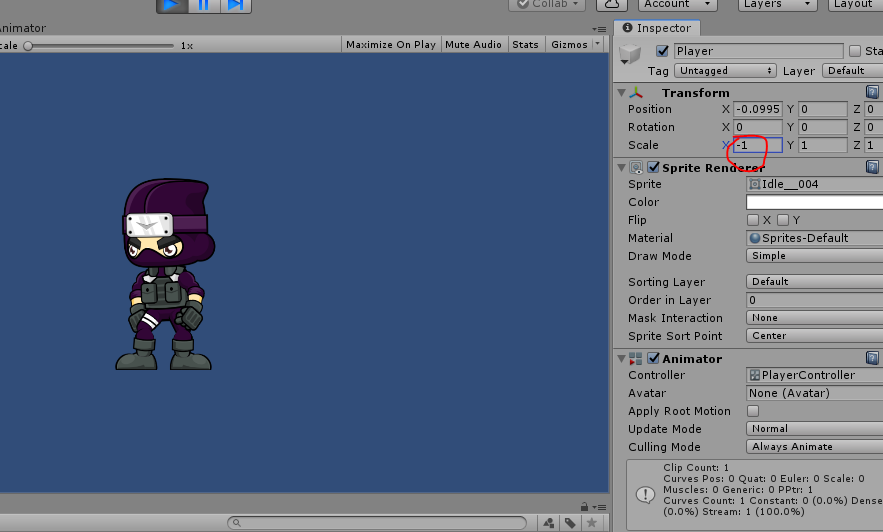 Collab Account Layers Layout
Animator
cale 1x Maximize On Play Mute Audio Stats Gizmos
Inspector
Player Sta
Tag Untagged Layer Default
Transform
Position X -0.0995 Y 0 Z 0
Rotation X 0 Y 0 Z 0
Scale X -1 Y 1 Z 1
Sprite Renderer
Sprite Idle__004
Color
Flip X Y
Material Sprites-Default
Draw Mode Simple
Sorting Layer Default
Order in Layer 0
Mask Interaction None
Sprite Sort Point Center
Animator
Controller PlayerController
Avatar None (Avatar)
Apply Root Motion
Update Mode Normal
Culling Mode Always Animate
Clip Count: 1
Curves Pos: 0 Quat: 0 Euler: 0 Scale: 0
Muscles: 0 Generic: 0 PPtr: 1
Curves Count: 1 Constant: 0 (0.0%) Dense
(0.0%) Stream: 1 (100.0%)